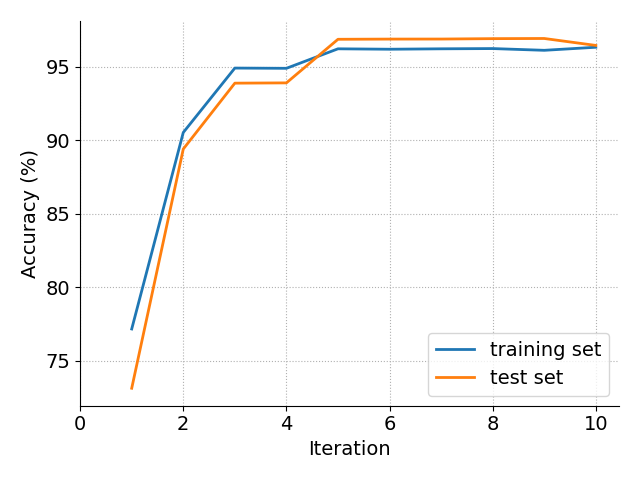 95
90
85
80
75
Accuracy (%)
0 2 4 6 8 10
Iteration
training set
test set